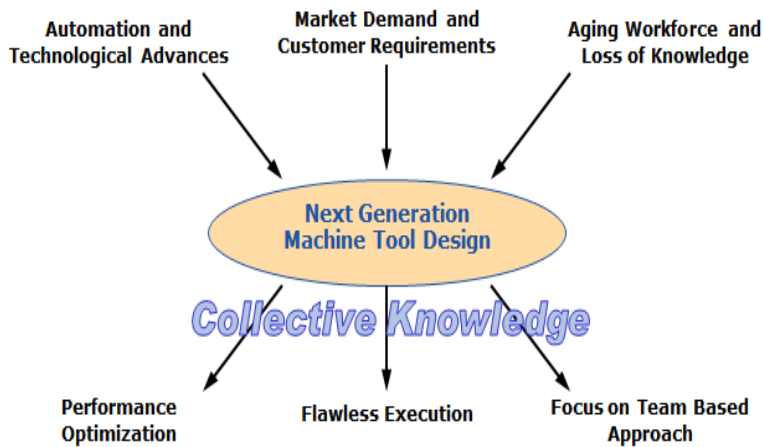 Automation and
Technological Advances
Market Demand and
Customer Requirements
Aging Workforce and
Loss of Knowledge
Next Generation
Machine Tool Design
Collective Knowledge
Performance
Optimization
Flawless Execution
Focus on Team Based
Approach